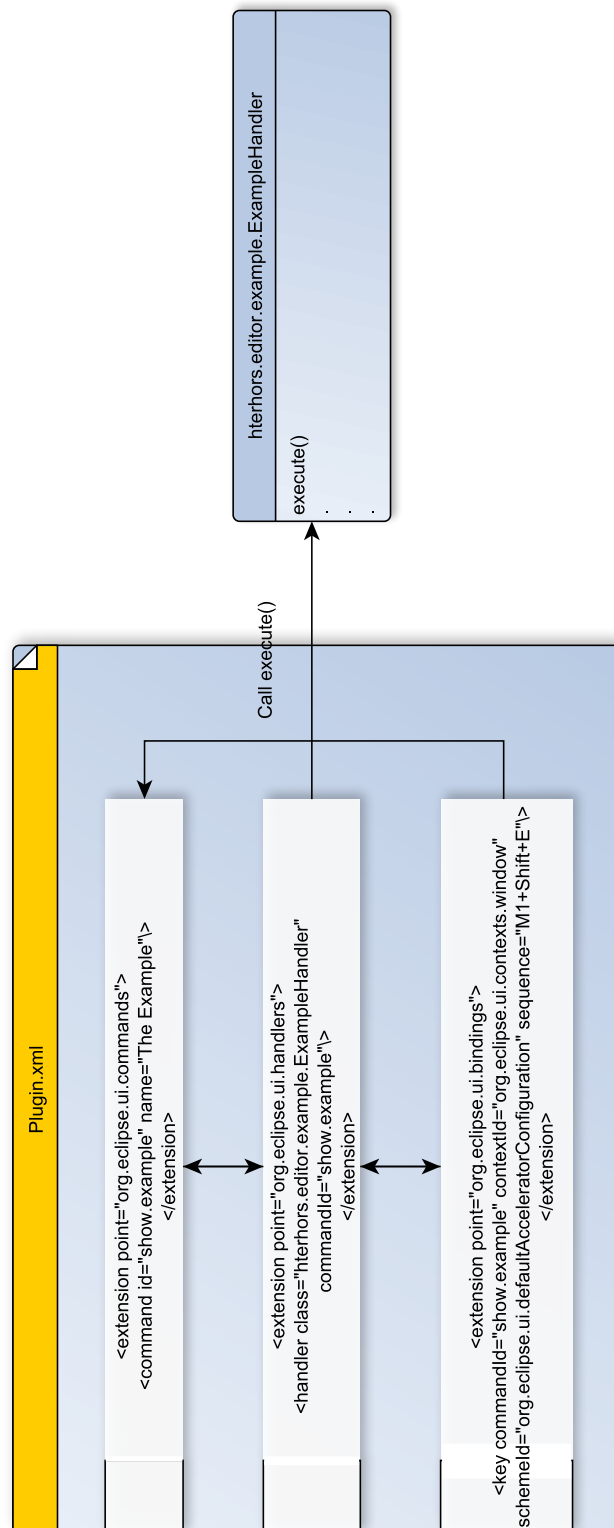 Plugin.xml
<extension point="org.eclipse.ui.commands">
<command id="show.example" name="The Example"\>
</extension>
<extension point="org.eclipse.ui.handlers">
<handler class="hterhors.editor.example.ExampleHandler"
commandId="show.example"\>
</extension>
<extension point="org.eclipse.ui.bindings">
<key commandId="show.example" contextId="org.eclipse.ui.contexts.window"
schemeId="org.eclipse.ui.defaultAcceleratorConfiguration" sequence="M1+Shift+E"\>
</extension>
Call execute()
hterhors.editor.example.ExampleHandler
execute()
.
.
.